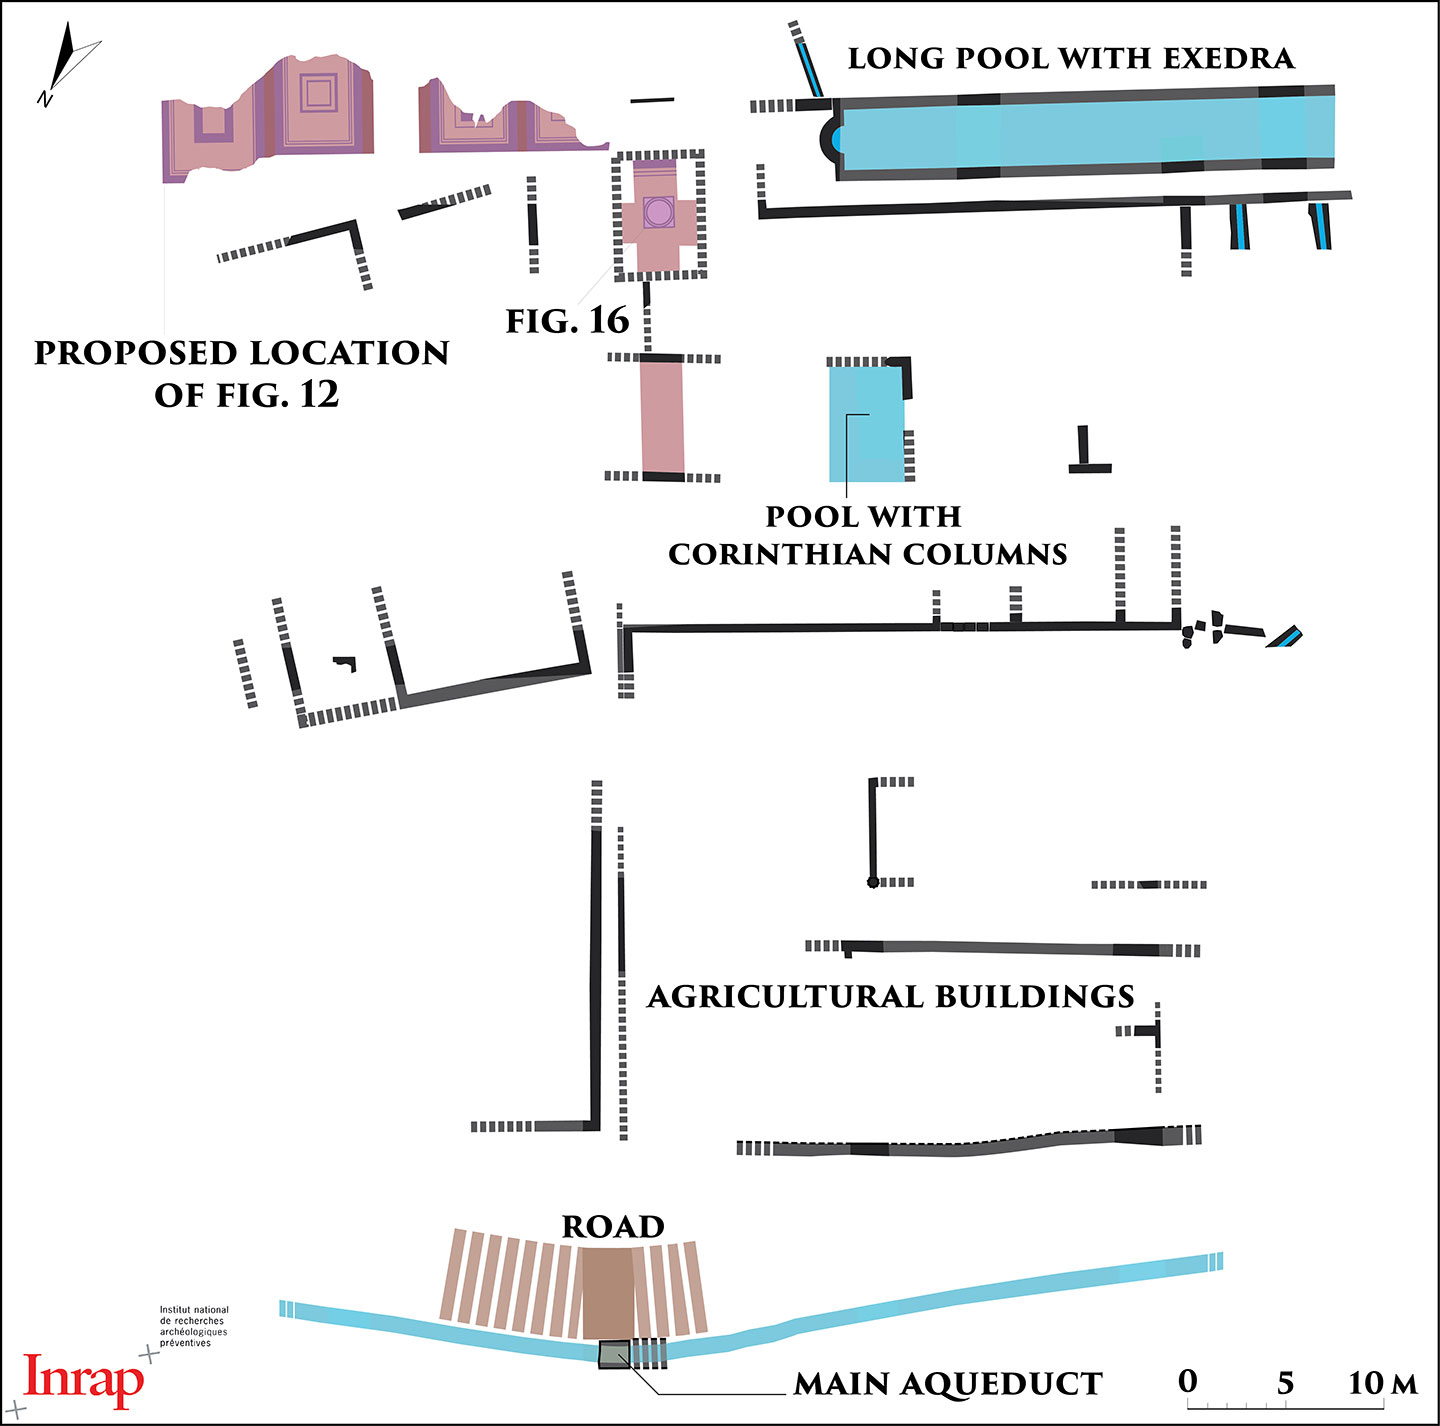 N
LONG POOL WITH EXEDRA
FIG. 16
PROPOSED LOCATION
OF FIG. 12
POOL WITH
CORINTHIAN COLUMNS
AGRICULTURAL BUILDINGS
ROAD
Institut national
de recherches
archéologiques
préventives
Inrap
MAIN AQUEDUCT
0 5 10 M